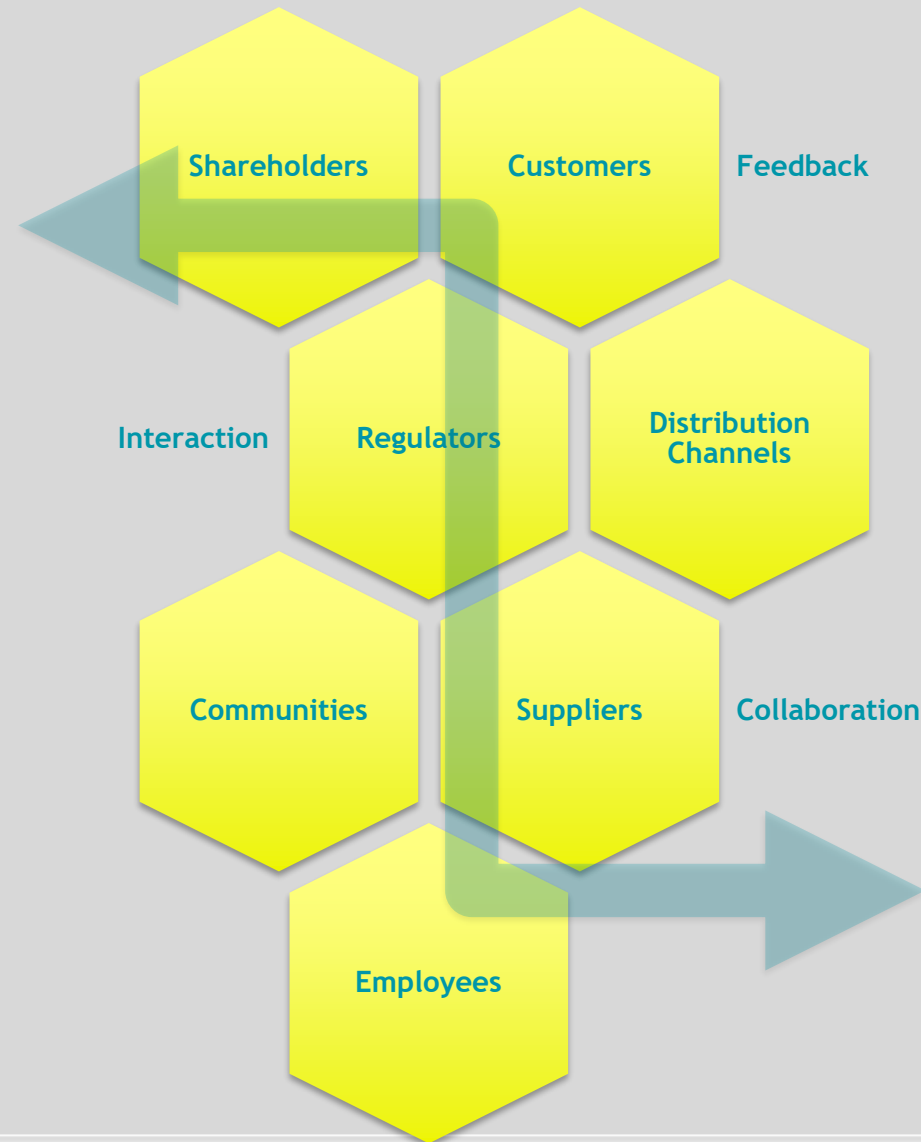 Shareholders
Customers
Feedback
Interaction
Regulators
Distribution
Channels
Communities
Suppliers
Collaboration
Employees